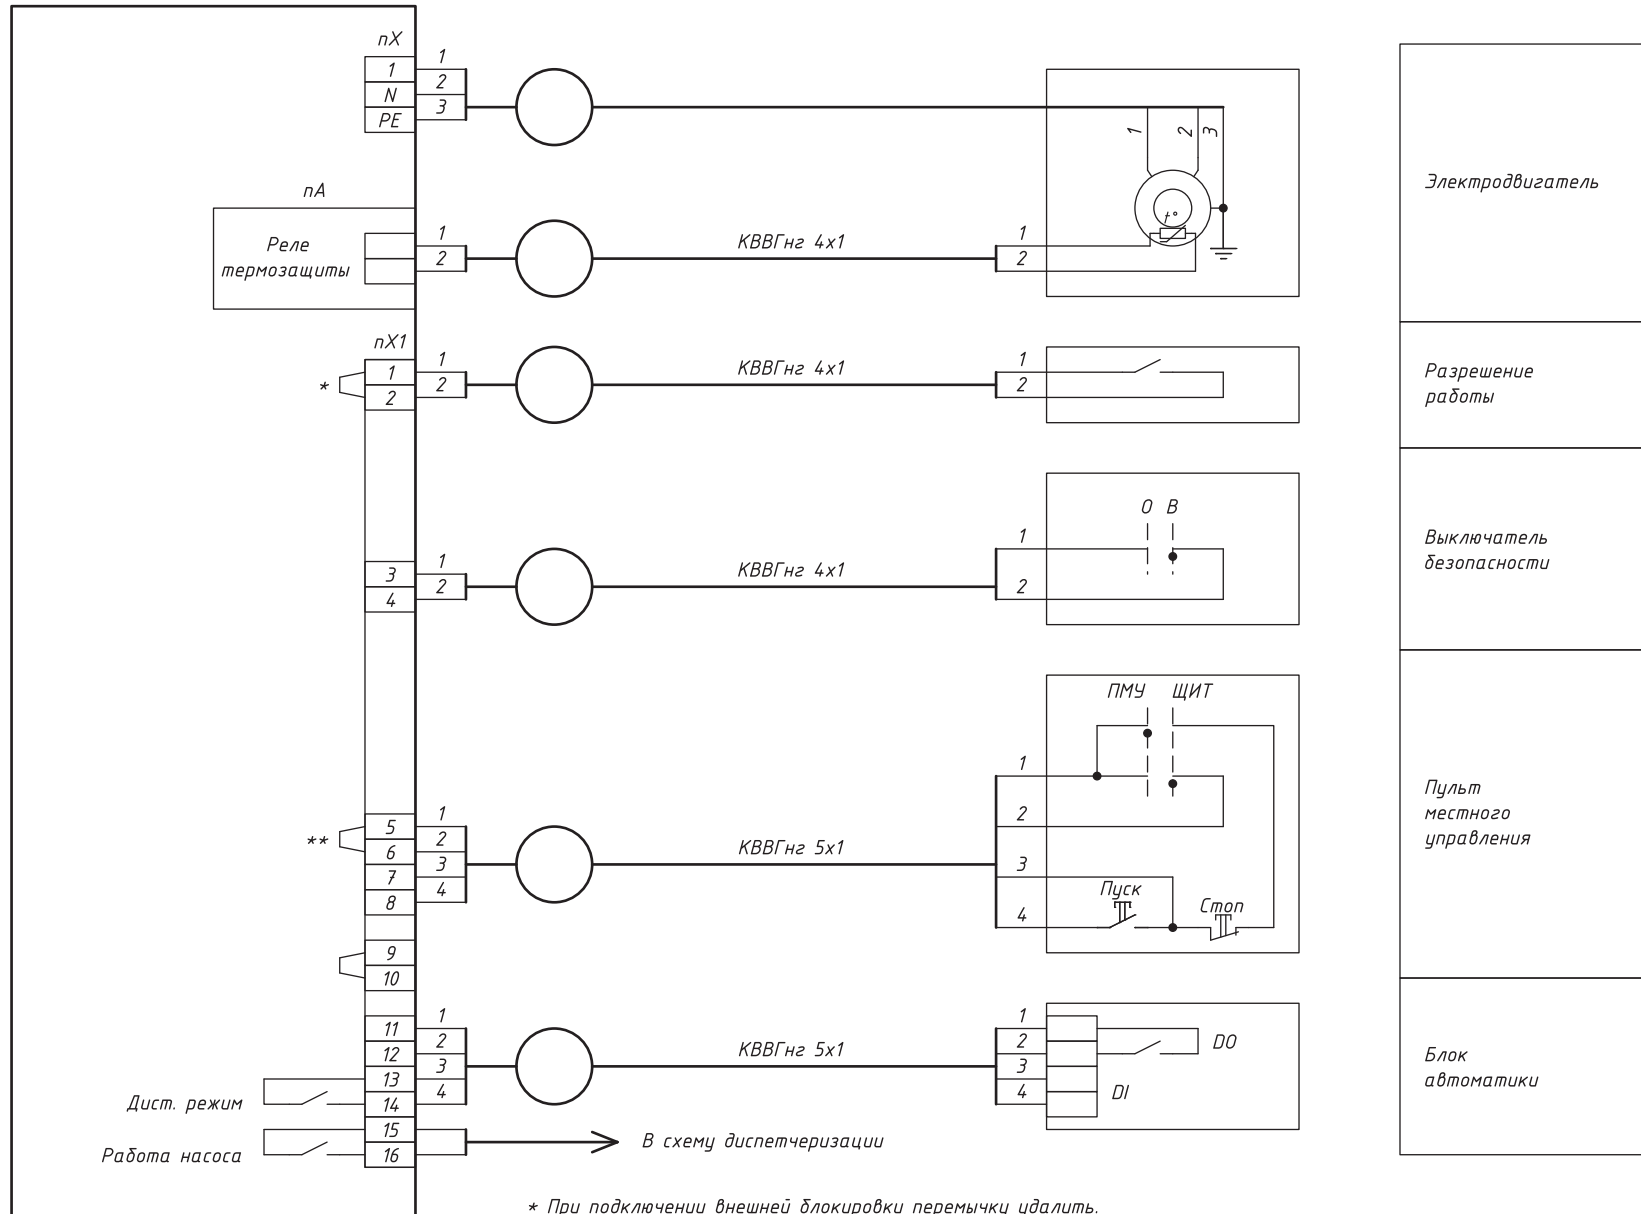 пХ
1
1
2
N
3
PE
1
2
3
Электродвигатель
пА
Реле
термозащиты
1
2
КВВГнг 4х1
1
2
t°
пХ1
*
1
2
1
2
КВВГнг 4х1
1
2
Разрешение
работы
3
4
1
2
КВВГнг 4х1
1
2
О В
Выключатель
безопасности
**
5
6
7
8
1
2
3
4
КВВГнг 5х1
1
2
3
4
ПМУ ЩИТ
Пуск
Стоп
Пульт
местного
управления
9
10
11
12
13
14
15
16
1
2
3
4
КВВГнг 5х1
1
2
3
4
DO
DI
Блок
автоматики
Дист. режим
Работа насоса
В схему диспетчеризации
* При подключении внешней блокировки перемычку удалить.